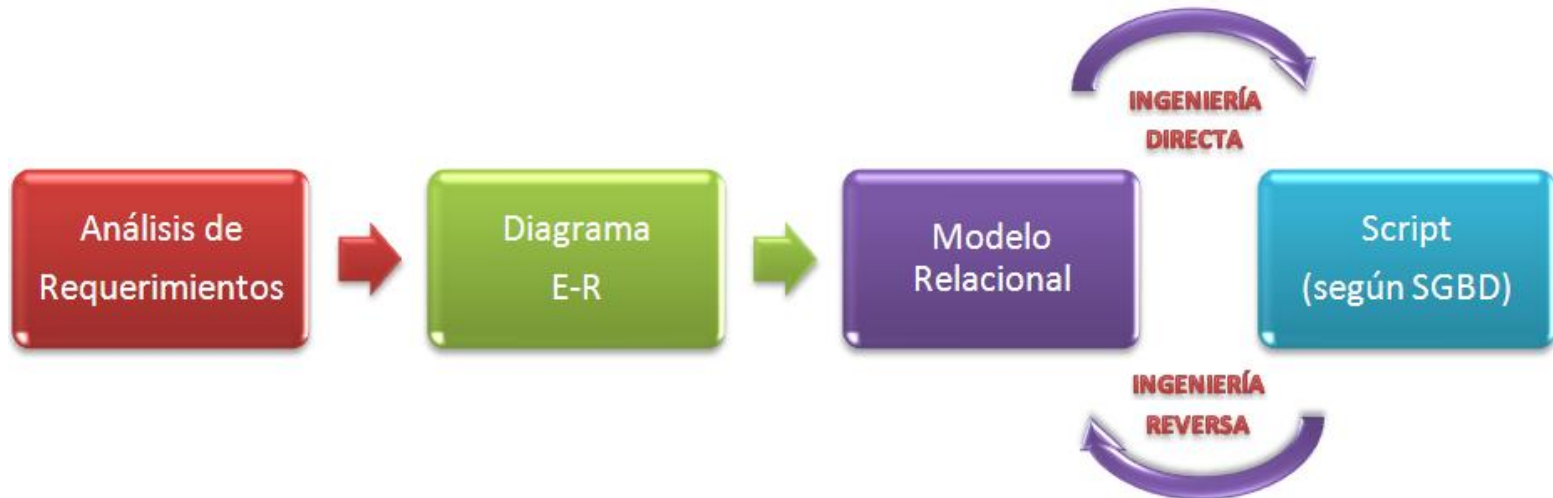 INGENIERÍA
DIRECTA
Análisis de
Requerimientos
Diagrama
E-R
Modelo
Relacional
Script
(según SGBD)
INGENIERÍA
REVERSA